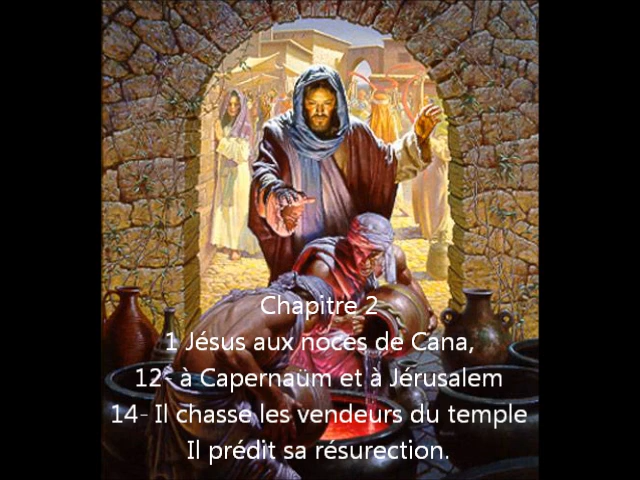 Chapitre 2
1 Jésus aux noces de Cana,
12- à Capernaüm et à Jérusalem
14- Il chasse les vendeurs du temple
Il prédit sa résurection.